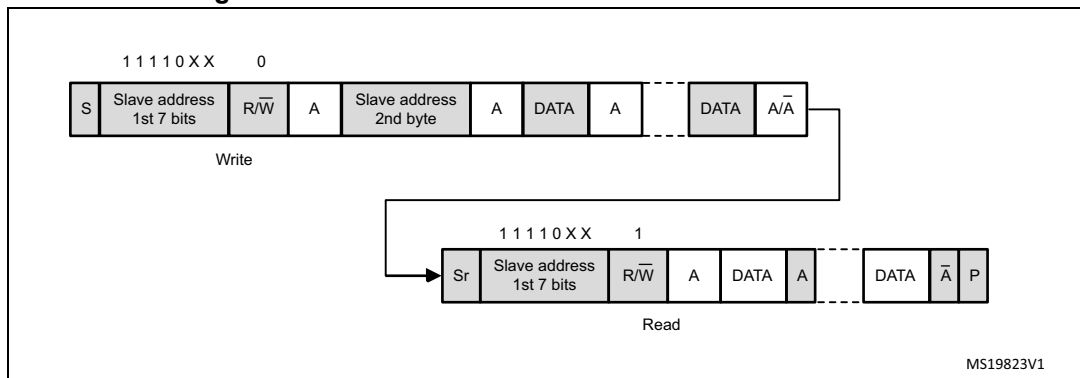 1 1 1 1 0 X X 0
S Slave address 1st 7 bits R/W̅ A Slave address 2nd byte A DATA A DATA A/A̅
Write
1 1 1 1 0 X X 1
Sr Slave address 1st 7 bits R/W̅ A DATA A DATA A̅ P
Read
MS19823V1